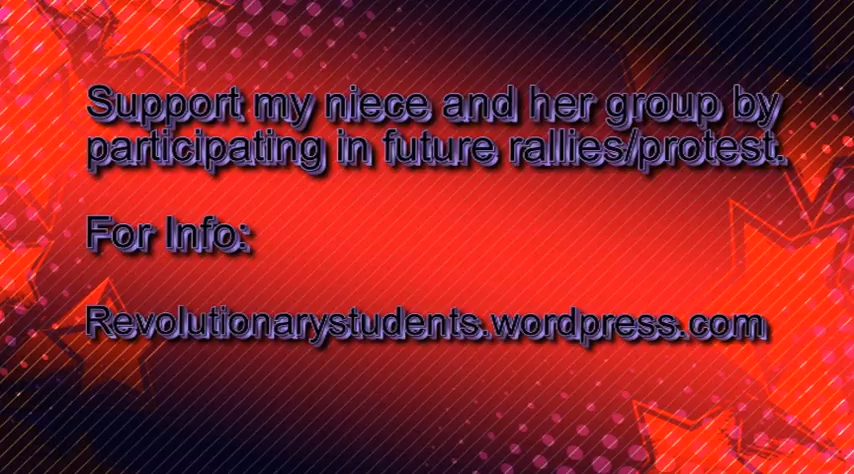 Support my niece and her group by
participating in future rallies/protest.
For Info:
Revolutionarystudents.wordpress.com